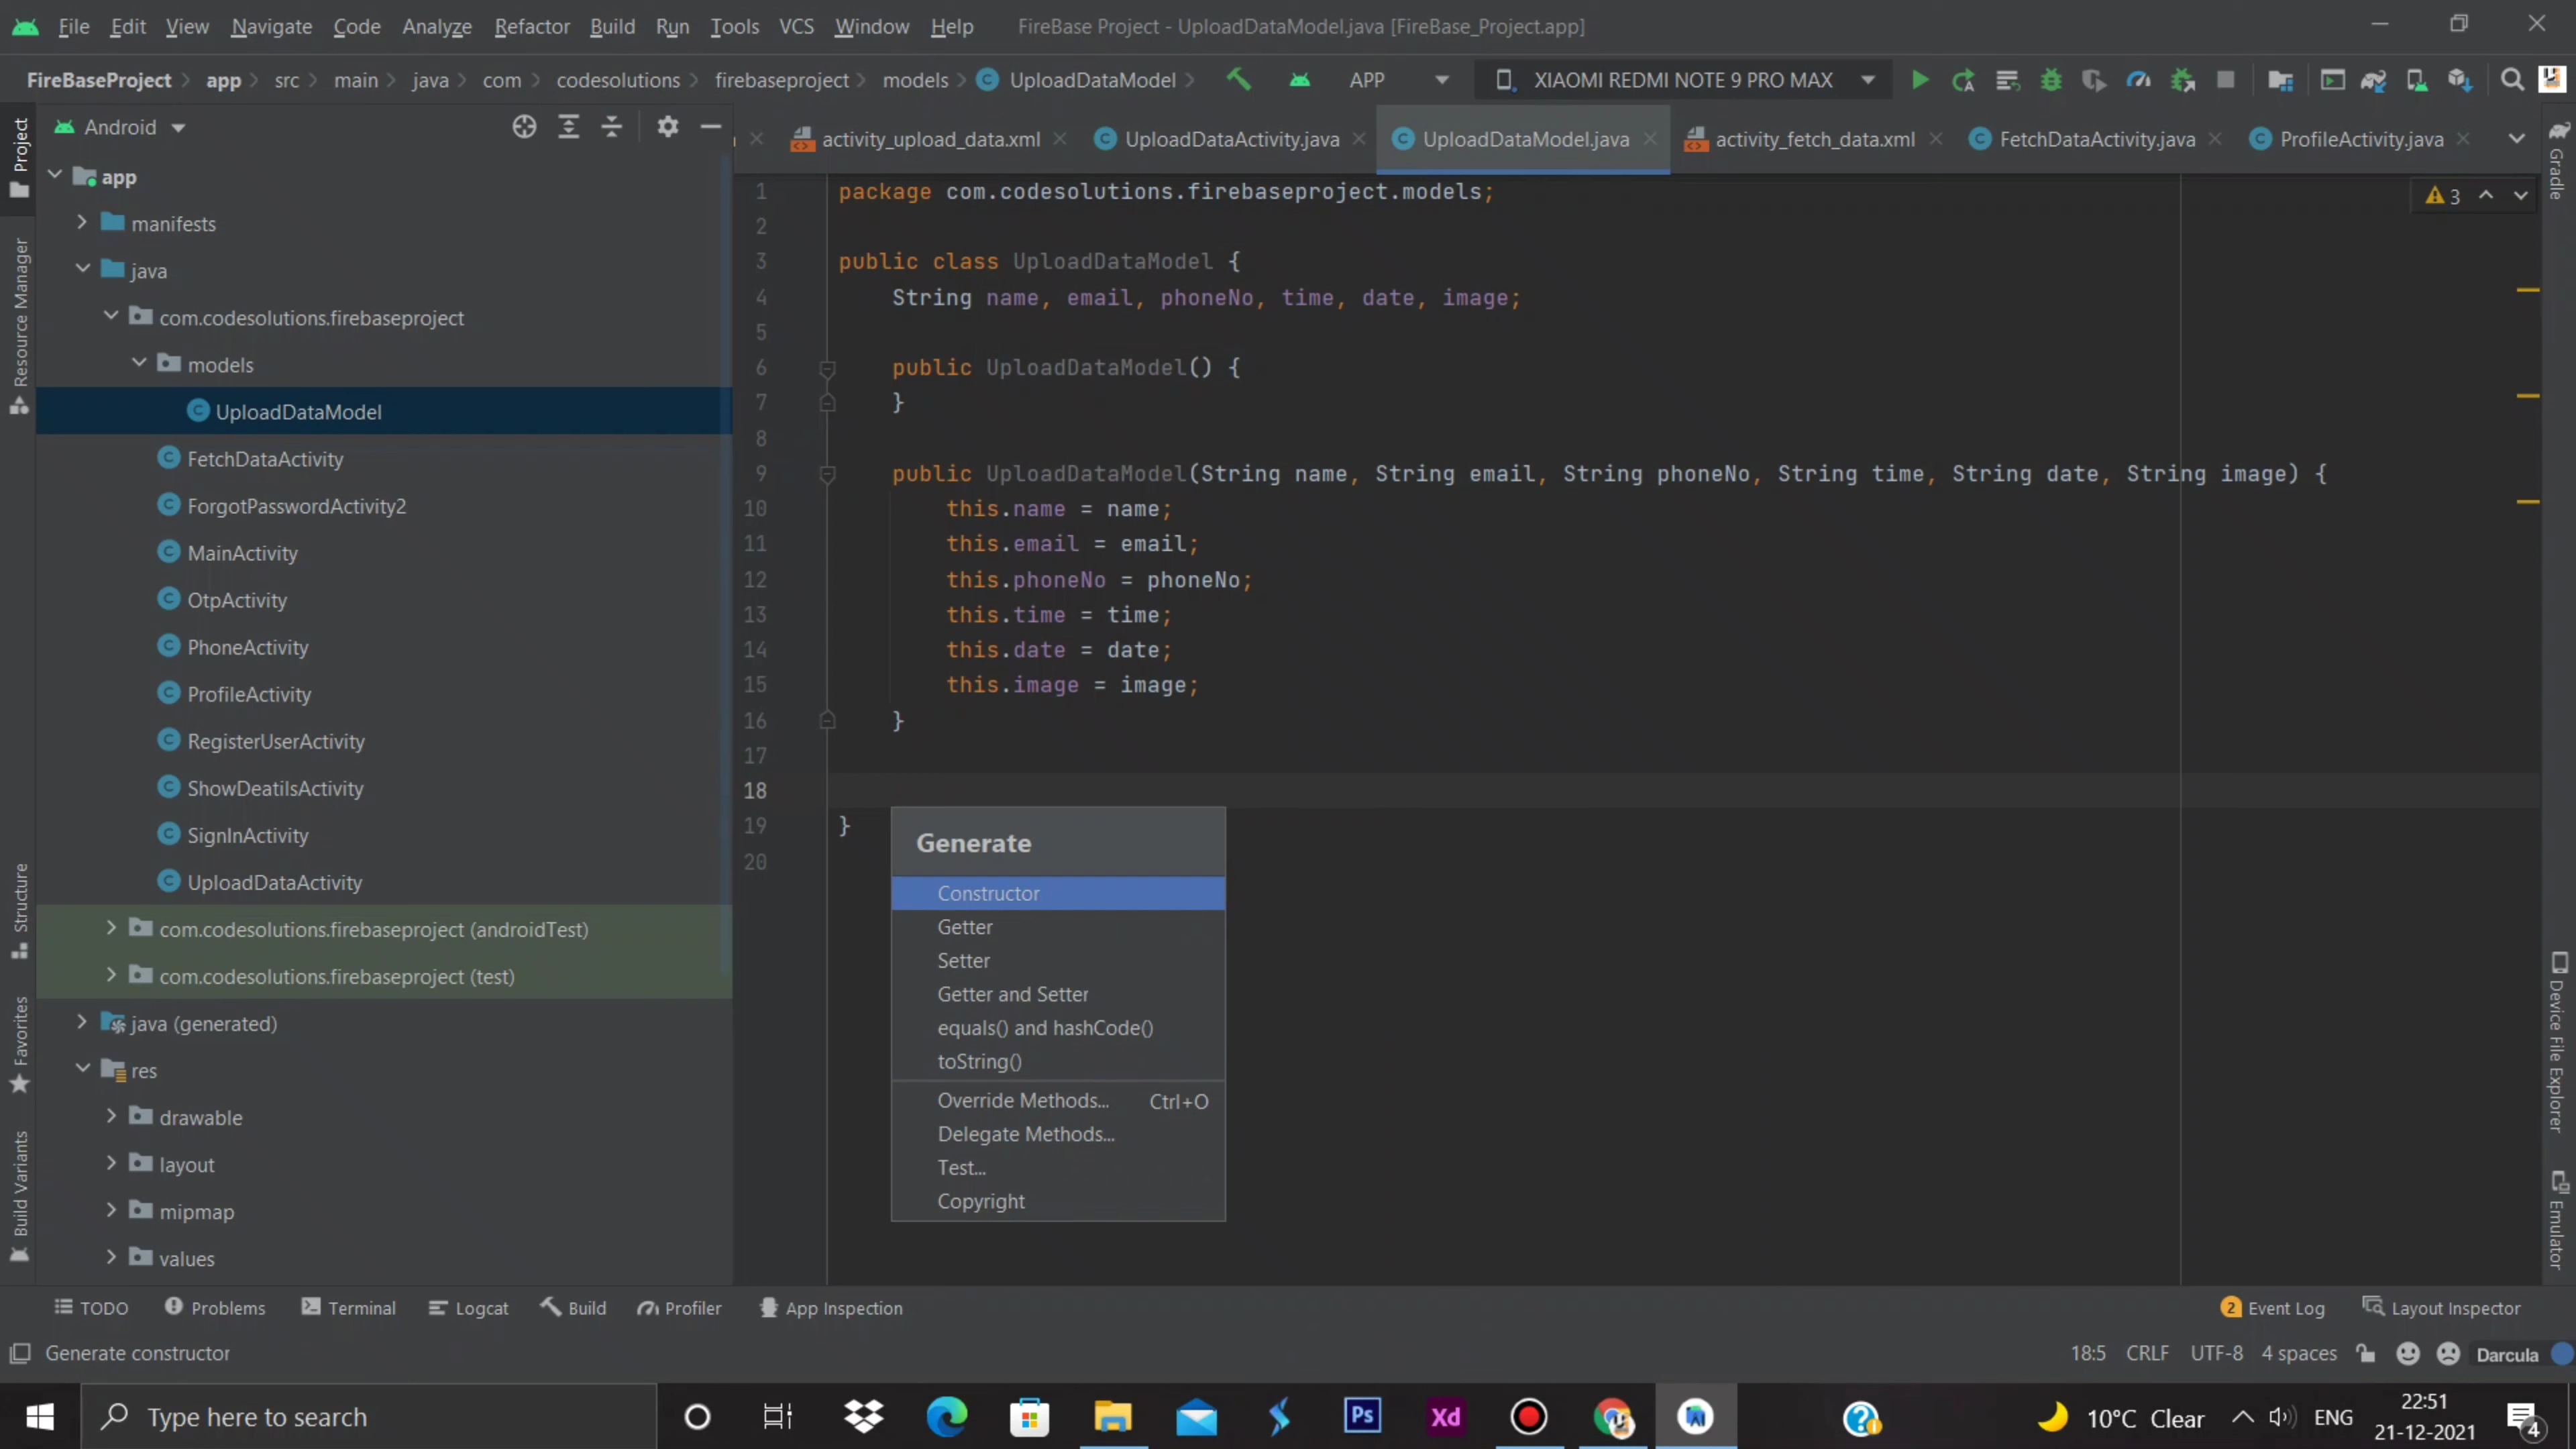 File Edit View Navigate Code Analyze Refactor Build Run Tools VCS Window Help FireBase Project - UploadDataModel.java [FireBase_Project.app]
FireBaseProject app src main java com codesolutions firebaseproject models UploadDataModel APP XIAOMI REDMI NOTE 9 PRO MAX
Android
activity_upload_data.xml UploadDataActivity.java UploadDataModel.java activity_fetch_data.xml FetchDataActivity.java ProfileActivity.java
Project
Resource Manager
Structure
Favorites
Build Variants
app
manifests
java
com.codesolutions.firebaseproject
models
UploadDataModel
FetchDataActivity
ForgotPasswordActivity2
MainActivity
OtpActivity
PhoneActivity
ProfileActivity
RegisterUserActivity
ShowDeatilsActivity
SignInActivity
UploadDataActivity
com.codesolutions.firebaseproject (androidTest)
com.codesolutions.firebaseproject (test)
java (generated)
res
drawable
layout
mipmap
values
1 package com.codesolutions.firebaseproject.models;
2
3 public class UploadDataModel {
4 String name, email, phoneNo, time, date, image;
5
6 public UploadDataModel() {
7 }
8
9 public UploadDataModel(String name, String email, String phoneNo, String time, String date, String image) {
10 this.name = name;
11 this.email = email;
12 this.phoneNo = phoneNo;
13 this.time = time;
14 this.date = date;
15 this.image = image;
16 }
17
18
19 }
20
3
Generate
Constructor
Getter
Setter
Getter and Setter
equals() and hashCode()
toString()
Override Methods... Ctrl+O
Delegate Methods...
Test...
Copyright
Gradle
Device File Explorer
Emulator
TODO Problems Terminal Logcat Build Profiler App Inspection 2 Event Log Layout Inspector
Generate constructor 18:5 CRLF UTF-8 4 spaces Darcula
Type here to search Ps Xd 10°C Clear ENG 22:51
21-12-2021 4